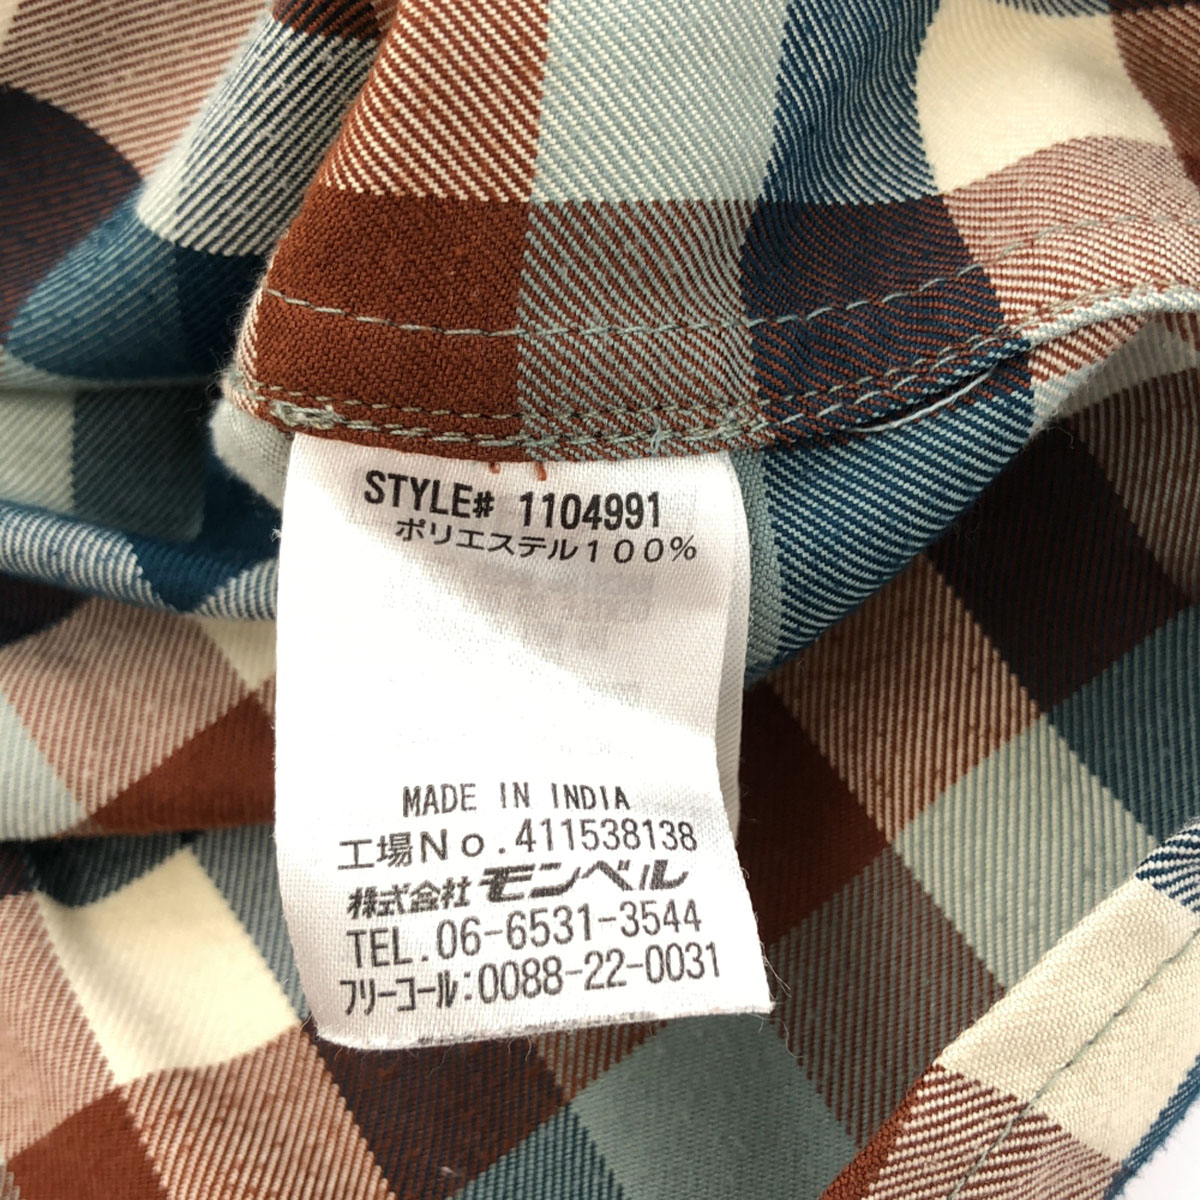 STYLE# 1104991
ポリエステル100%
MADE IN INDIA
工場No.411538138
株式会社 モンベル
TEL.06-6531-3544
フリーコール:0088-22-0031